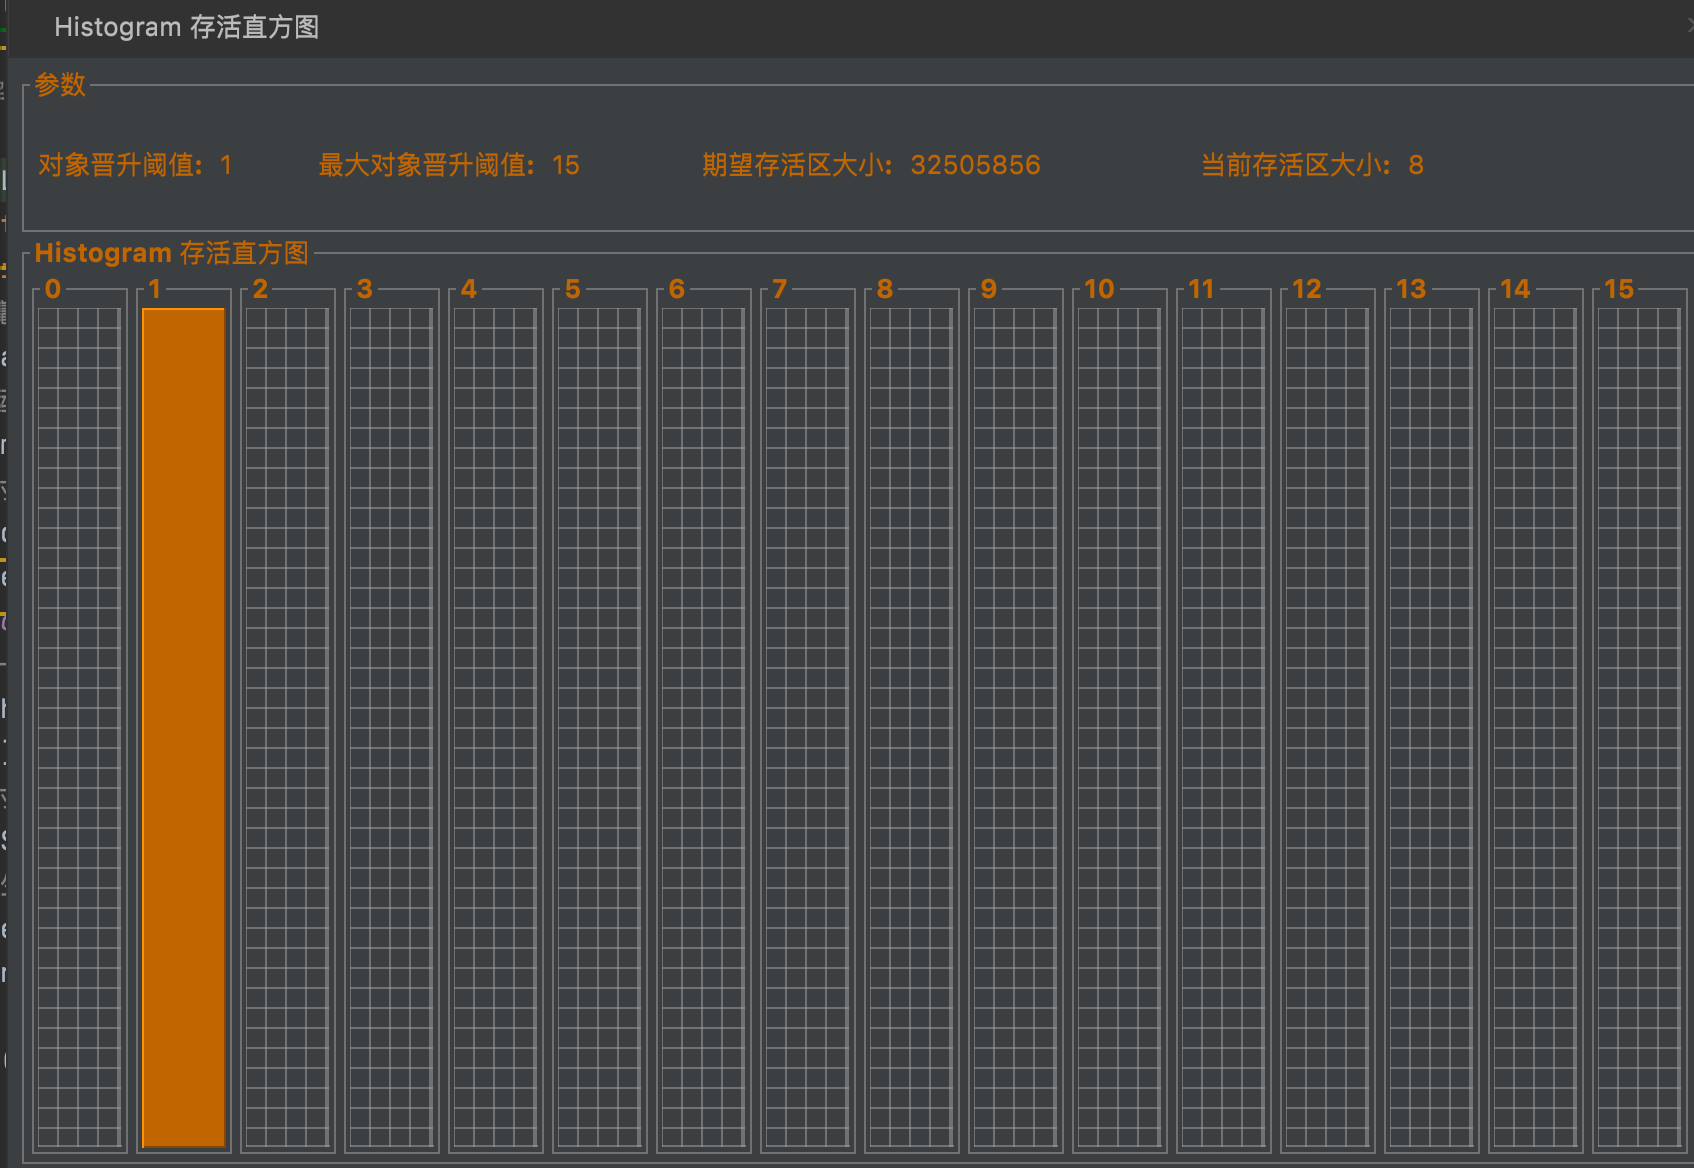 Histogram 存活直方图
参数
对象晋升阈值: 1 最大对象晋升阈值: 15 期望存活区大小: 32505856 当前存活区大小: 8
Histogram 存活直方图
0 1 2 3 4 5 6 7 8 9 10 11 12 13 14 15